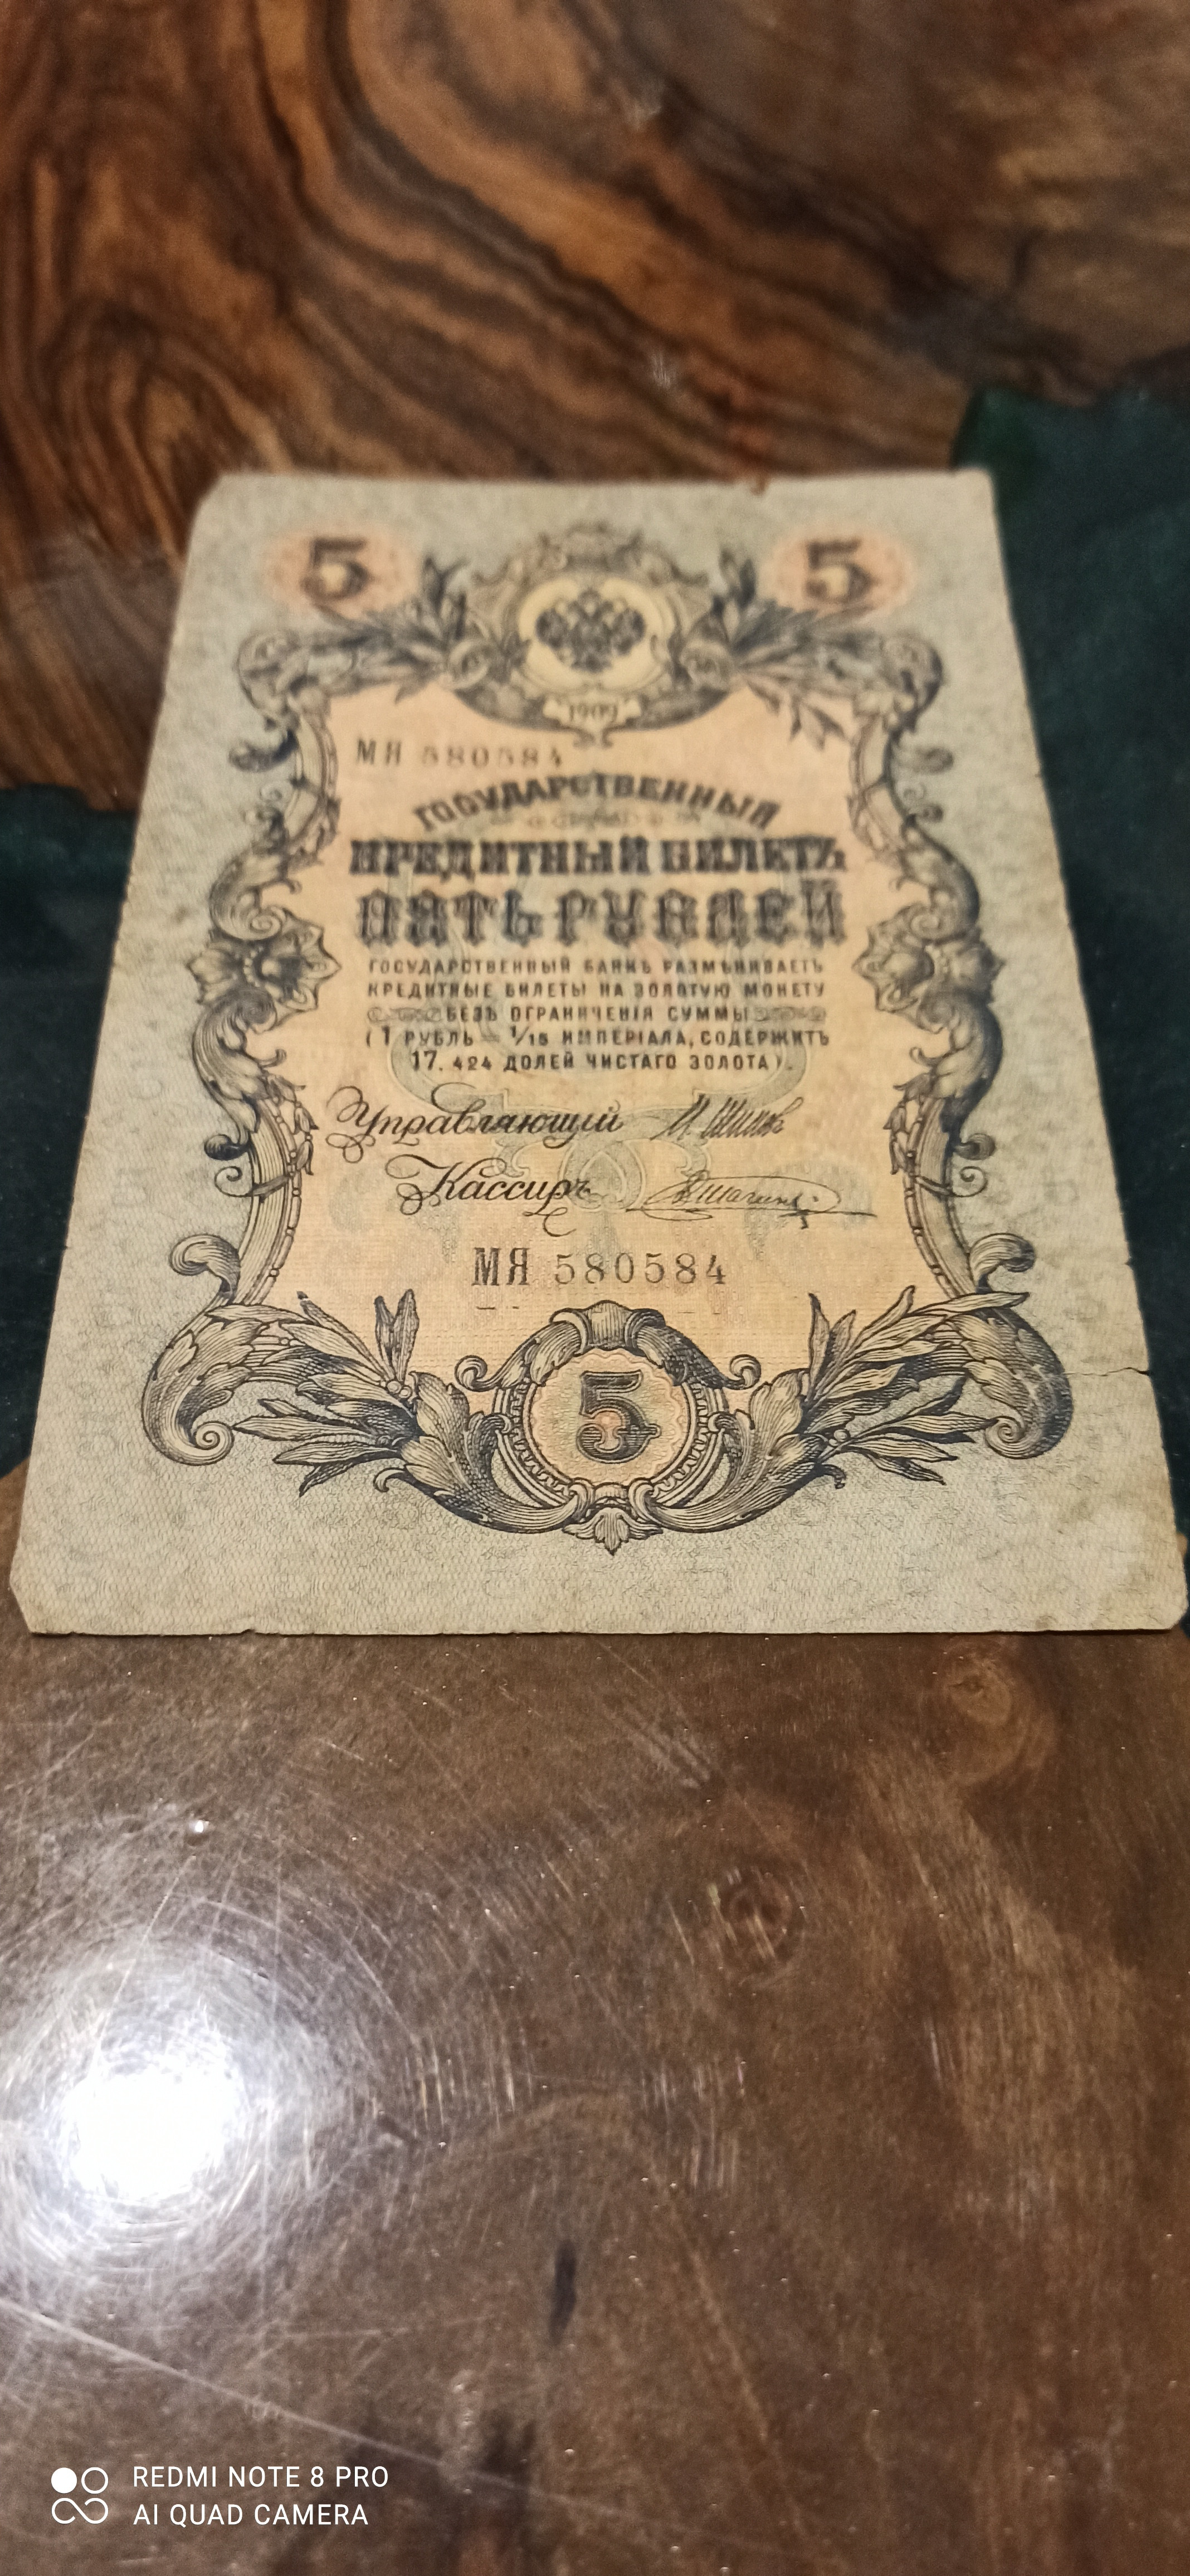 5 5
1909
МЯ 580584
ГОСУДАРСТВЕННЫЙ
КРЕДИТНЫЙ БИЛЕТЪ
ПЯТЬ РУБЛЕЙ
ГОСУДАРСТВЕННЫЙ БАНКЪ РАЗМѢНИВАЕТЪ
КРЕДИТНЫЕ БИЛЕТЫ НА ЗОЛОТУЮ МОНЕТУ
БЕЗЪ ОГРАНИЧЕНІЯ СУММЫ
(1 РУБЛЬ = 1/15 ИМПЕРІАЛА, СОДЕРЖИТЪ
17. 424 ДОЛЕЙ ЧИСТАГО ЗОЛОТА).
Управляющій И. Шипов
Кассиръ
МЯ 580584
5
REDMI NOTE 8 PRO
AI QUAD CAMERA